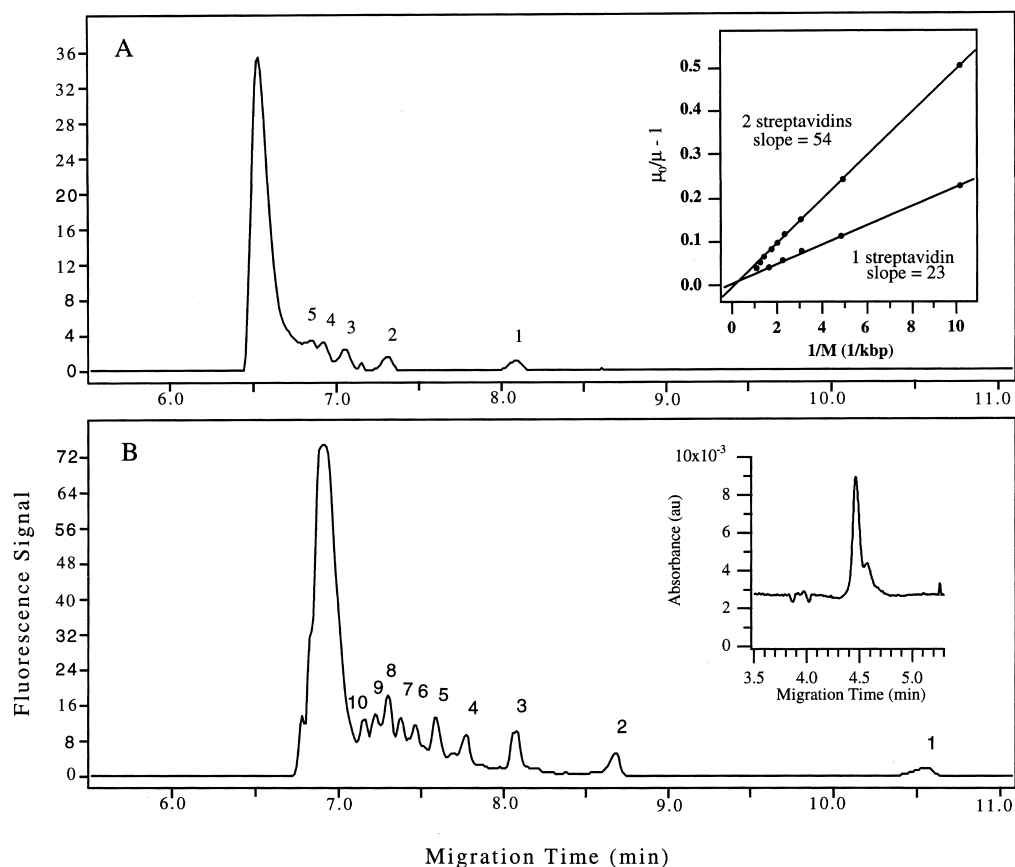 A
36
32
28
24
20
16
12
8
4
0
5 4 3 2 1
6.0 7.0 8.0 9.0 10.0 11.0
μ₀/μ - 1
0.5
0.4
0.3
0.2
0.1
0.0
2 streptavidins
slope = 54
1 streptavidin
slope = 23
0 2 4 6 8 10
1/M (1/kbp)
B
Fluorescence Signal
72
64
56
48
40
32
24
16
8
0
10 9 8 7 6 5 4 3 2 1
6.0 7.0 8.0 9.0 10.0 11.0
Migration Time (min)
Absorbance (au)
10x10⁻³
8
6
4
2
0
3.5 4.0 4.5 5.0
Migration Time (min)